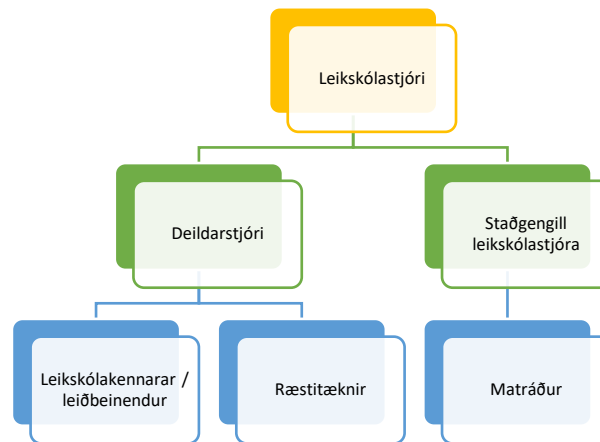 Leikskólastjóri
Deildarstjóri
Staðgengill
leikskólastjóra
Leikskólakennarar /
leiðbeinendur
Ræstitæknir
Matráður